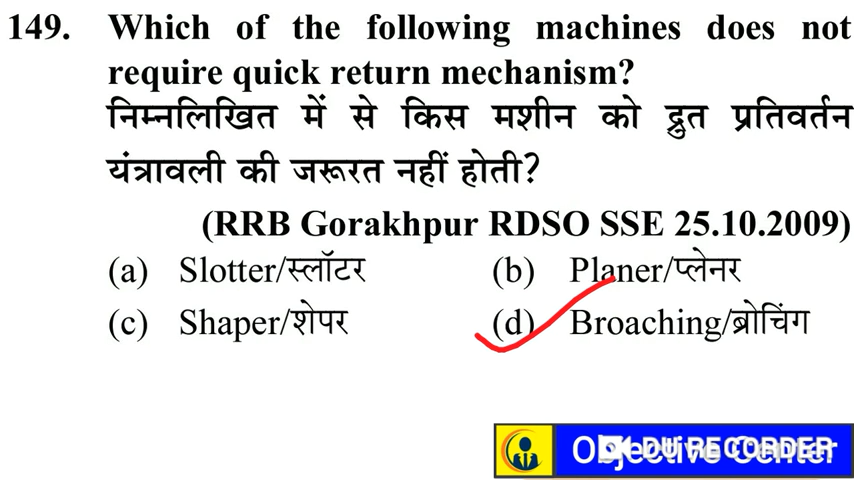 149. Which of the following machines does not
require quick return mechanism?
निम्नलिखित में से किस मशीन को द्रुत प्रतिवर्तन
यंत्रावली की जरूरत नहीं होती?
(RRB Gorakhpur RDSO SSE 25.10.2009)
(a) Slotter/स्लॉटर (b) Planer/प्लेनर
(c) Shaper/शेपर (d) Broaching/ब्रोचिंग
Objective Center
DU RECORDER